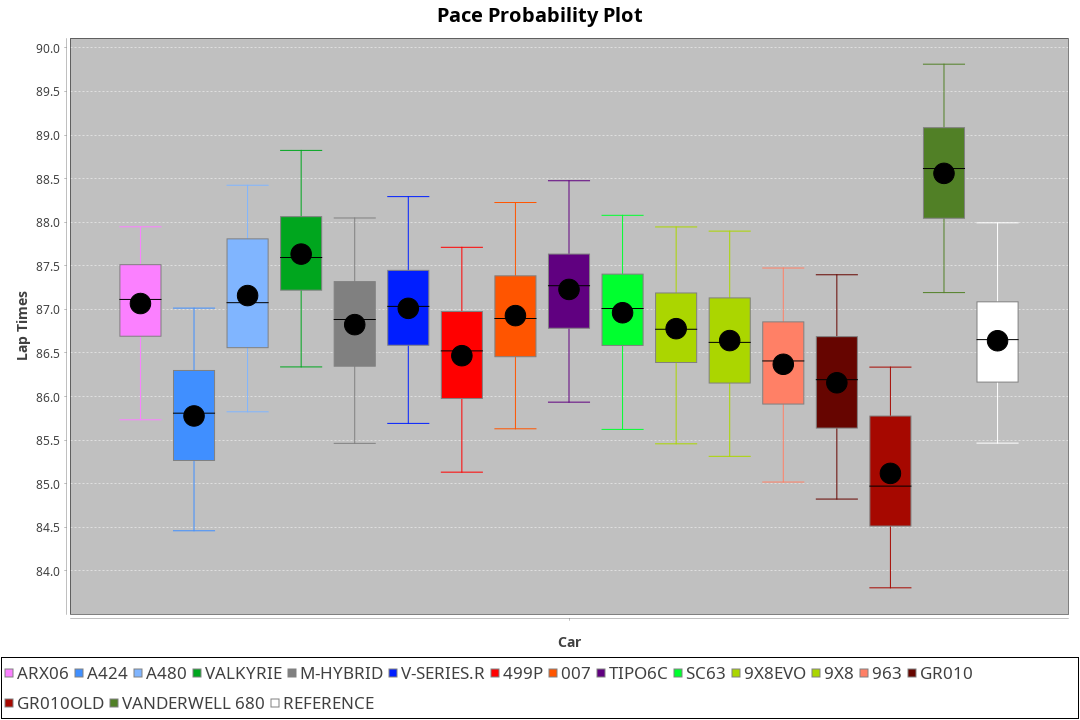 Pace Probability Plot
90.0
89.5
89.0
88.5
88.0
87.5
87.0
86.5
86.0
85.5
85.0
84.5
84.0
Lap Times
Car
ARX06 A424 A480 VALKYRIE M-HYBRID V-SERIES.R 499P 007 TIPO6C SC63 9X8EVO 9X8 963 GR010
GR010OLD VANDERWELL 680 REFERENCE